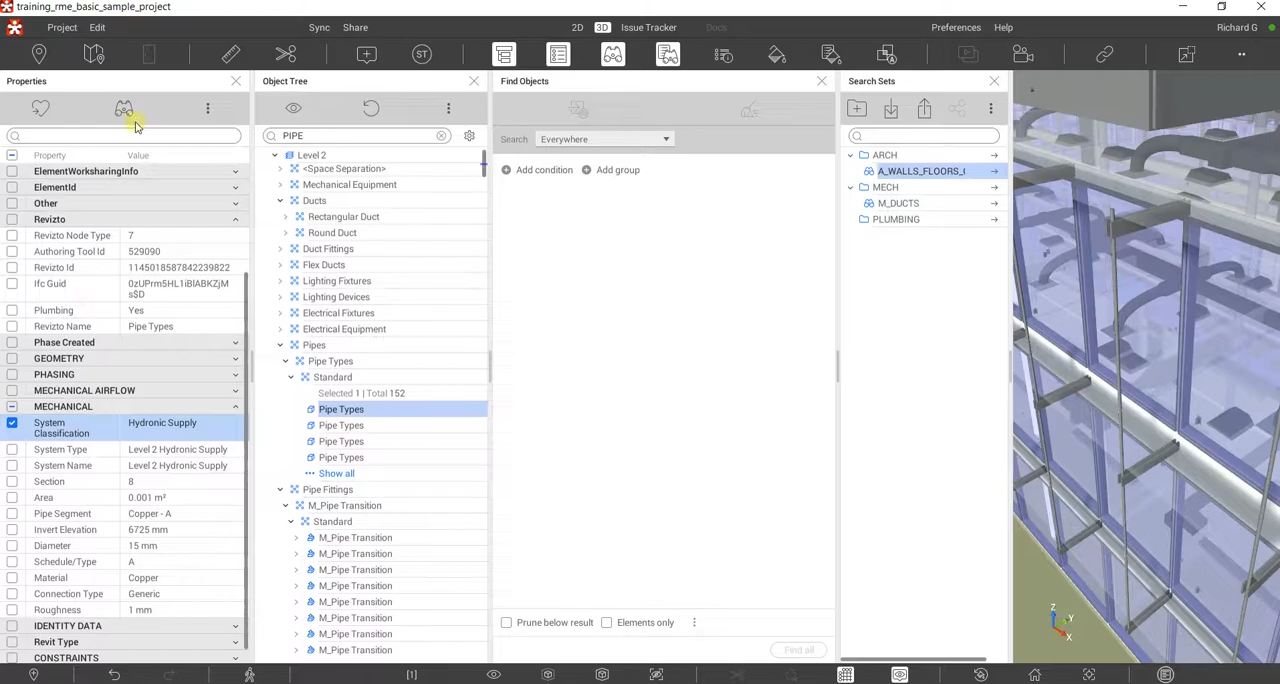 training_rme_basic_sample_project
Project Edit Sync Share 2D 3D Issue Tracker Docs Preferences Help Richard G
ST
Properties
Property Value
ElementWorksharingInfo
ElementId
Other
Revizto
Revizto Node Type 7
Authoring Tool Id 529090
Revizto Id 1145018587842239822
Ifc Guid 0zUPrm5HL1iBlABKZjM
s$D
Plumbing Yes
Revizto Name Pipe Types
Phase Created
GEOMETRY
PHASING
MECHANICAL AIRFLOW
MECHANICAL
System Hydronic Supply
Classification
System Type Level 2 Hydronic Supply
System Name Level 2 Hydronic Supply
Section 8
Area 0.001 m²
Pipe Segment Copper - A
Invert Elevation 6725 mm
Diameter 15 mm
Schedule/Type A
Material Copper
Connection Type Generic
Roughness 1 mm
IDENTITY DATA
Revit Type
CONSTRAINTS
Object Tree
PIPE
Level 2
<Space Separation>
Mechanical Equipment
Ducts
Rectangular Duct
Round Duct
Duct Fittings
Flex Ducts
Lighting Fixtures
Lighting Devices
Electrical Fixtures
Electrical Equipment
Pipes
Pipe Types
Standard
Selected 1 | Total 152
Pipe Types
Pipe Types
Pipe Types
Pipe Types
Show all
Pipe Fittings
M_Pipe Transition
Standard
M_Pipe Transition
M_Pipe Transition
M_Pipe Transition
M_Pipe Transition
M_Pipe Transition
M_Pipe Transition
M_Pipe Transition
M_Pipe Transition
Find Objects
Search Everywhere
Add condition Add group
Prune below result Elements only
Find all
Search Sets
ARCH
A_WALLS_FLOORS_(
MECH
M_DUCTS
PLUMBING
Z
Y
X
[1]